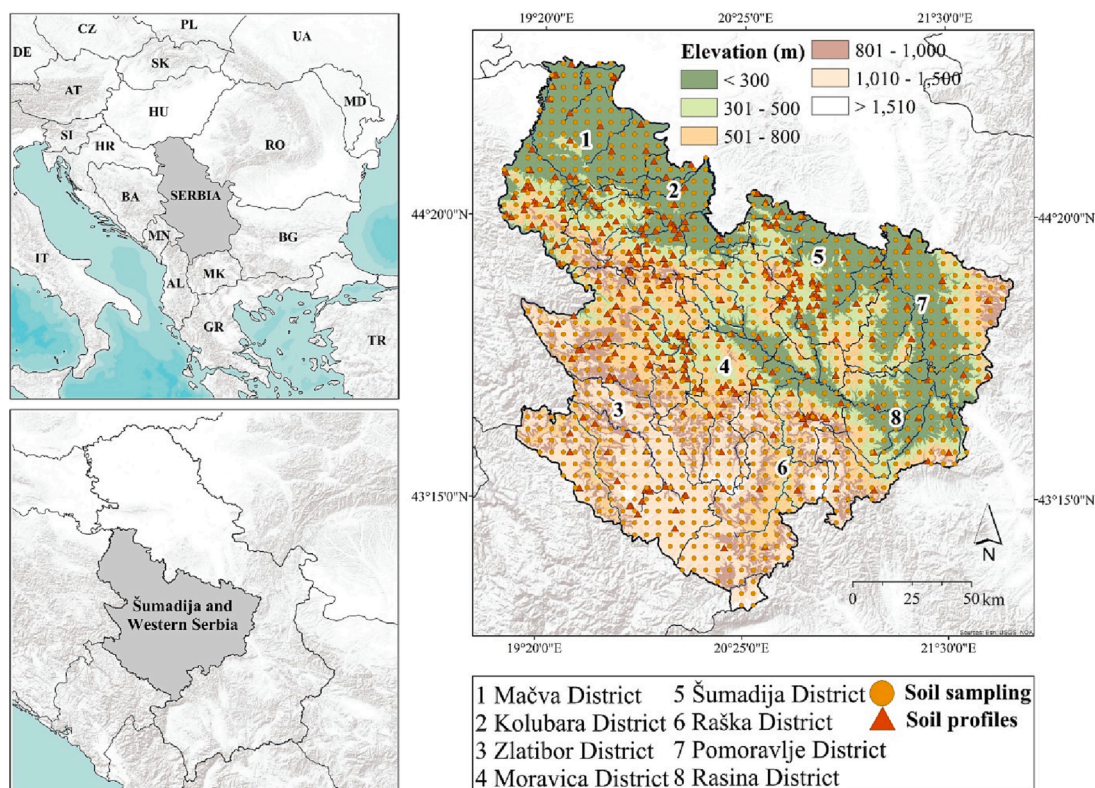 CZ
PL
UA
DE
SK
AT
HU
MD
SI
HR
RO
BA
SERBIA
MN
BG
IT
AL
MK
GR
TR
Šumadija and
Western Serbia
19°20'0"E 20°25'0"E 21°30'0"E
Elevation (m)
< 300
301 - 500
501 - 800
801 - 1,000
1,010 - 1,500
> 1,510
44°20'0"N 44°20'0"N
43°15'0"N 43°15'0"N
1
2
5
7
4
3
8
6
N
0 25 50 km
19°20'0"E 20°25'0"E 21°30'0"E
1 Mačva District 5 Šumadija District Soil sampling
2 Kolubara District 6 Raška District Soil profiles
3 Zlatibor District 7 Pomoravlje District
4 Moravica District 8 Rasina District